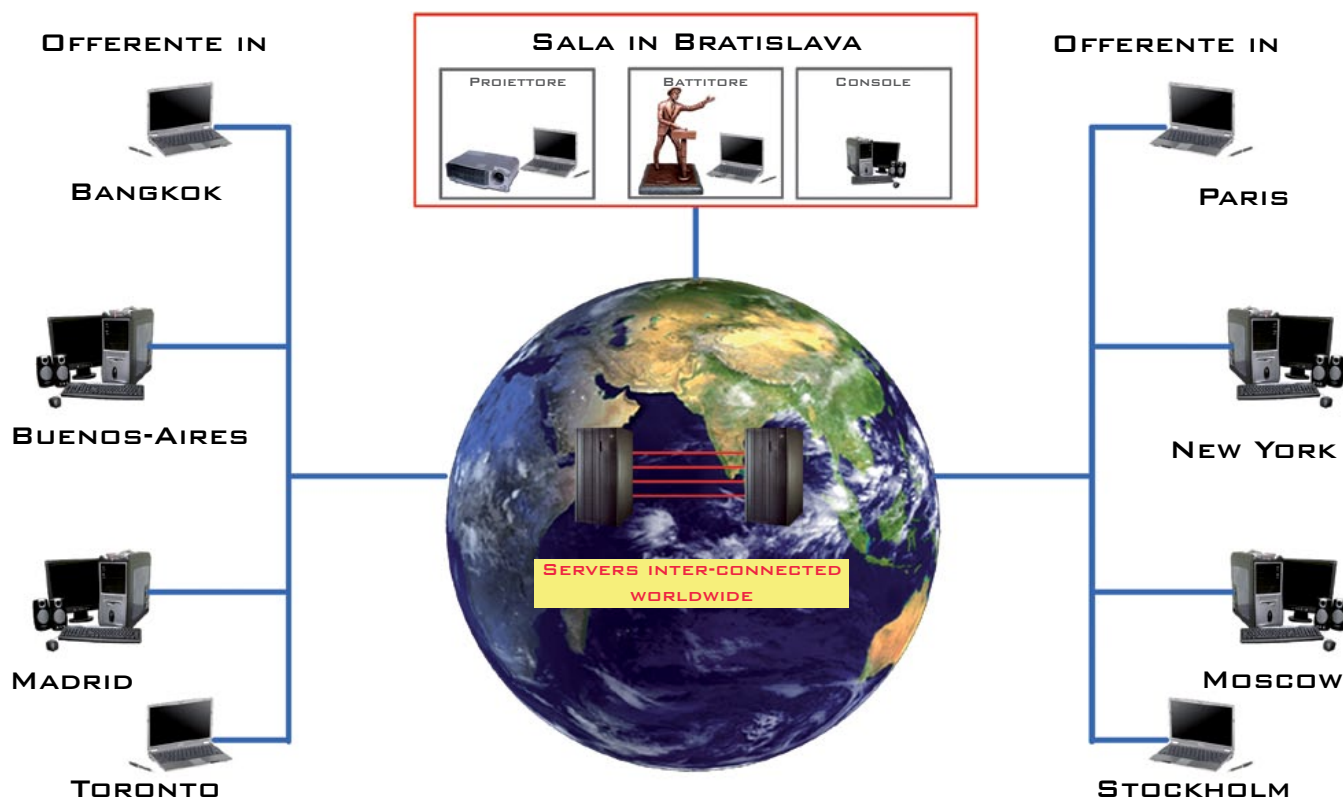 Offerente in
Sala in Bratislava
Offerente in
Proiettore
Battitore
Console
Bangkok
Paris
Buenos-Aires
New York
Servers inter-connected
worldwide
Madrid
Moscow
Toronto
Stockholm